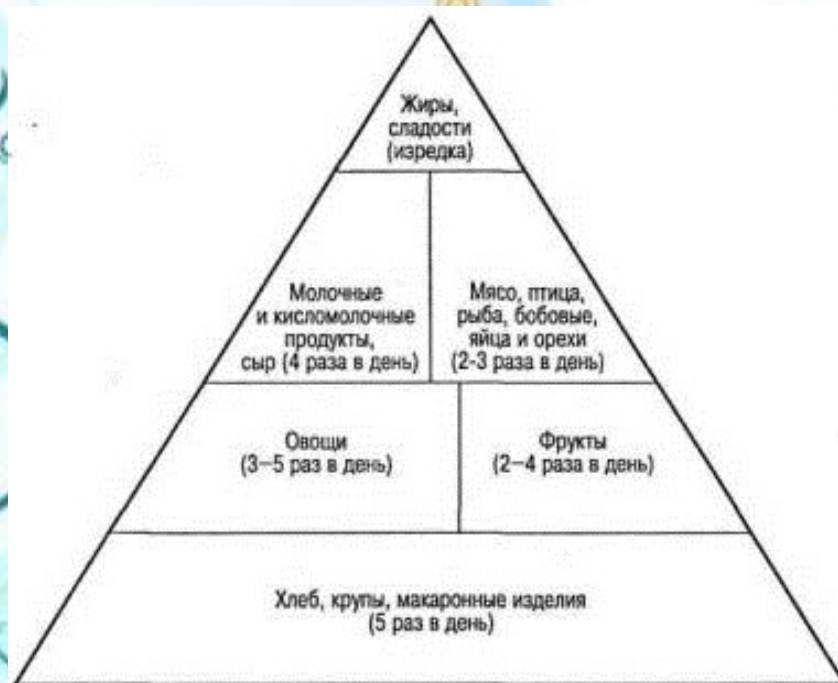 Жиры,
сладости
(изредка)
Молочные
и кисломолочные
продукты,
сыр (4 раза в день)
Мясо, птица,
рыба, бобовые,
яйца и орехи
(2-3 раза в день)
Овощи
(3–5 раз в день)
Фрукты
(2–4 раза в день)
Хлеб, крупы, макаронные изделия
(5 раз в день)